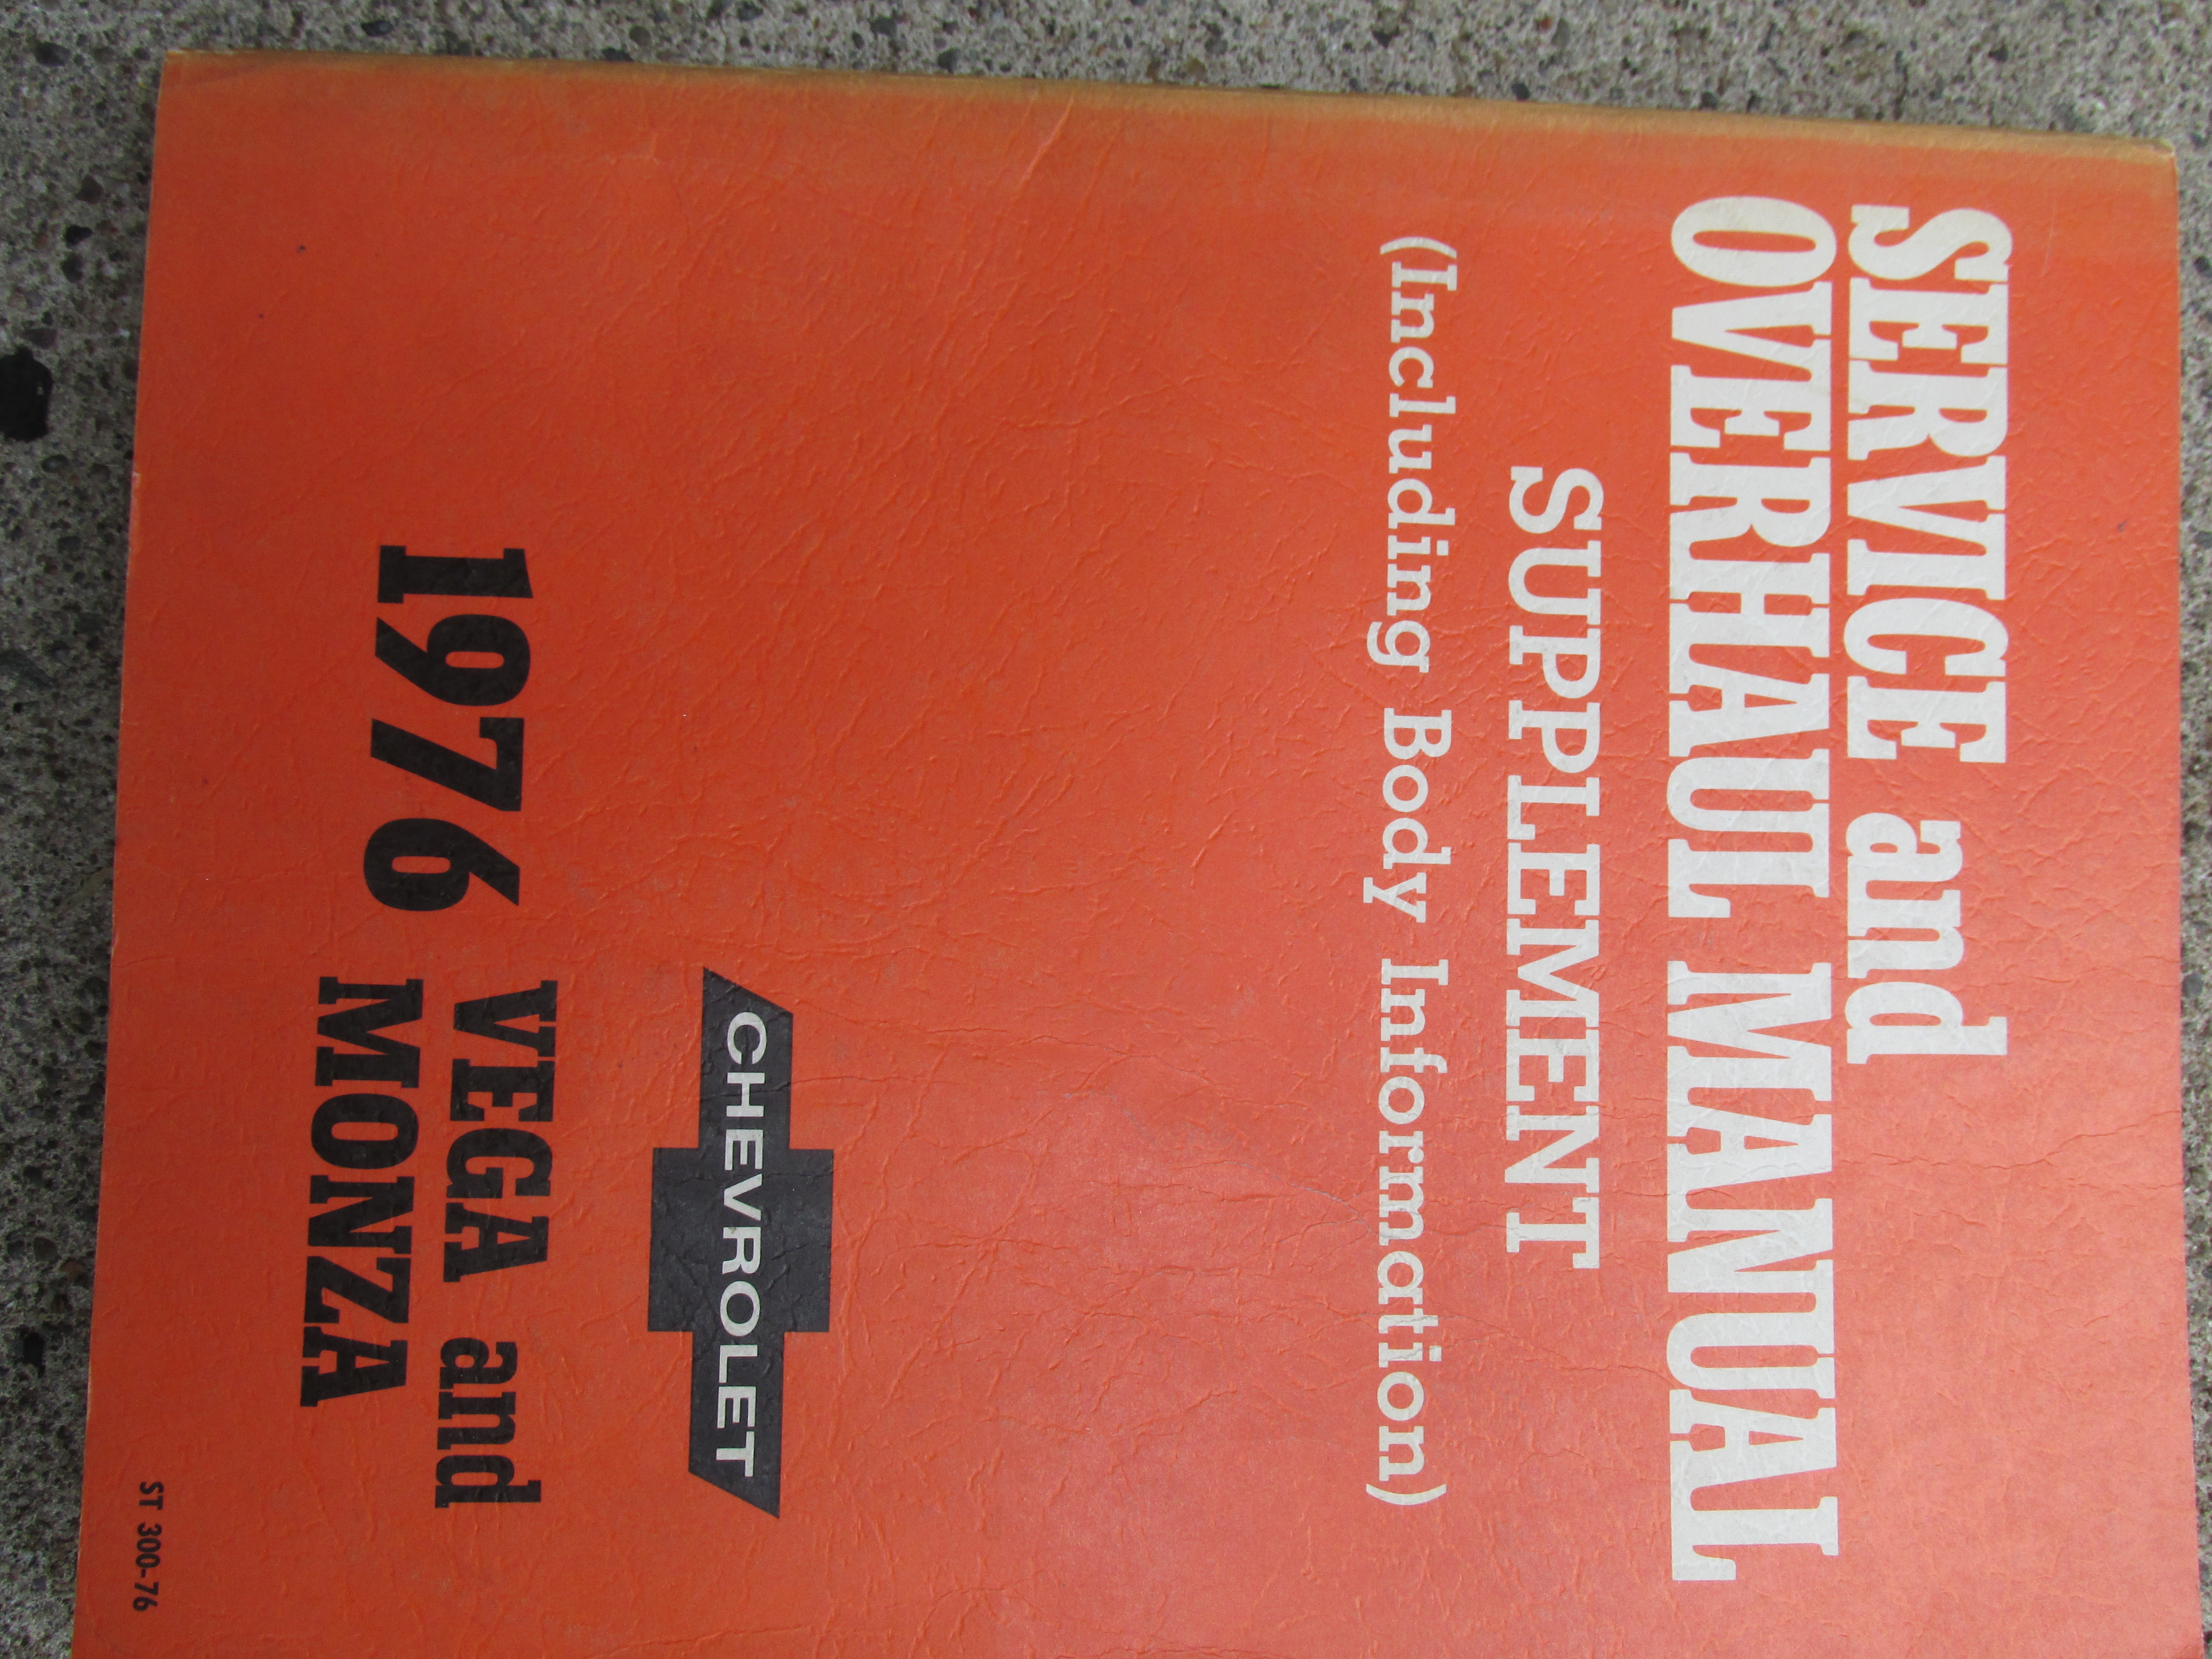 SERVICE and
OVERHAUL MANUAL
SUPPLEMENT
(Including Body Information)
CHEVROLET
1976 VEGA and
MONZA
ST 300-76